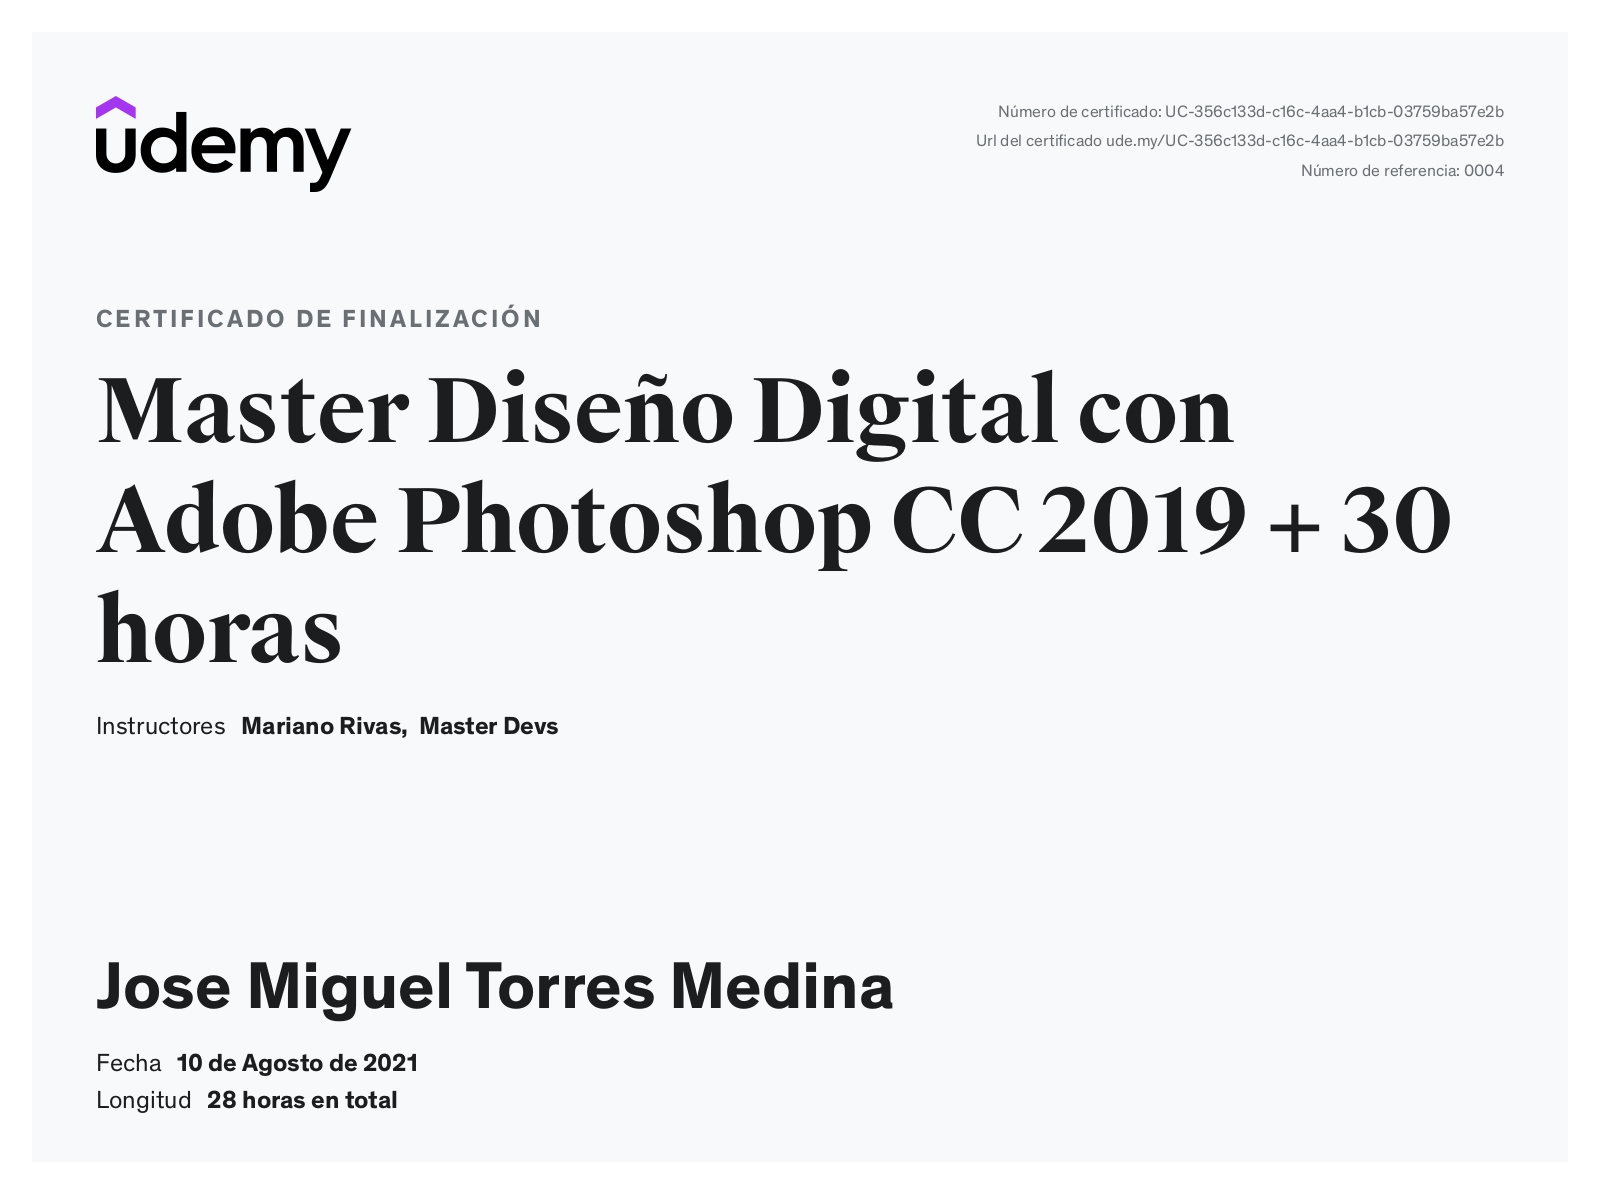 udemy
Número de certificado: UC-356c133d-c16c-4aa4-b1cb-03759ba57e2b
Url del certificado ude.my/UC-356c133d-c16c-4aa4-b1cb-03759ba57e2b
Número de referencia: 0004
CERTIFICADO DE FINALIZACIÓN
Master Diseño Digital con
Adobe Photoshop CC 2019 + 30
horas
Instructores Mariano Rivas, Master Devs
Jose Miguel Torres Medina
Fecha 10 de Agosto de 2021
Longitud 28 horas en total